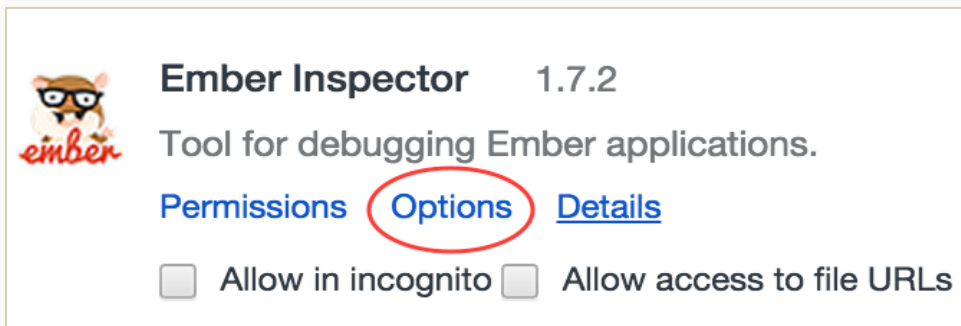 Ember Inspector 1.7.2
ember
Tool for debugging Ember applications.
Permissions Options Details
Allow in incognito Allow access to file URLs